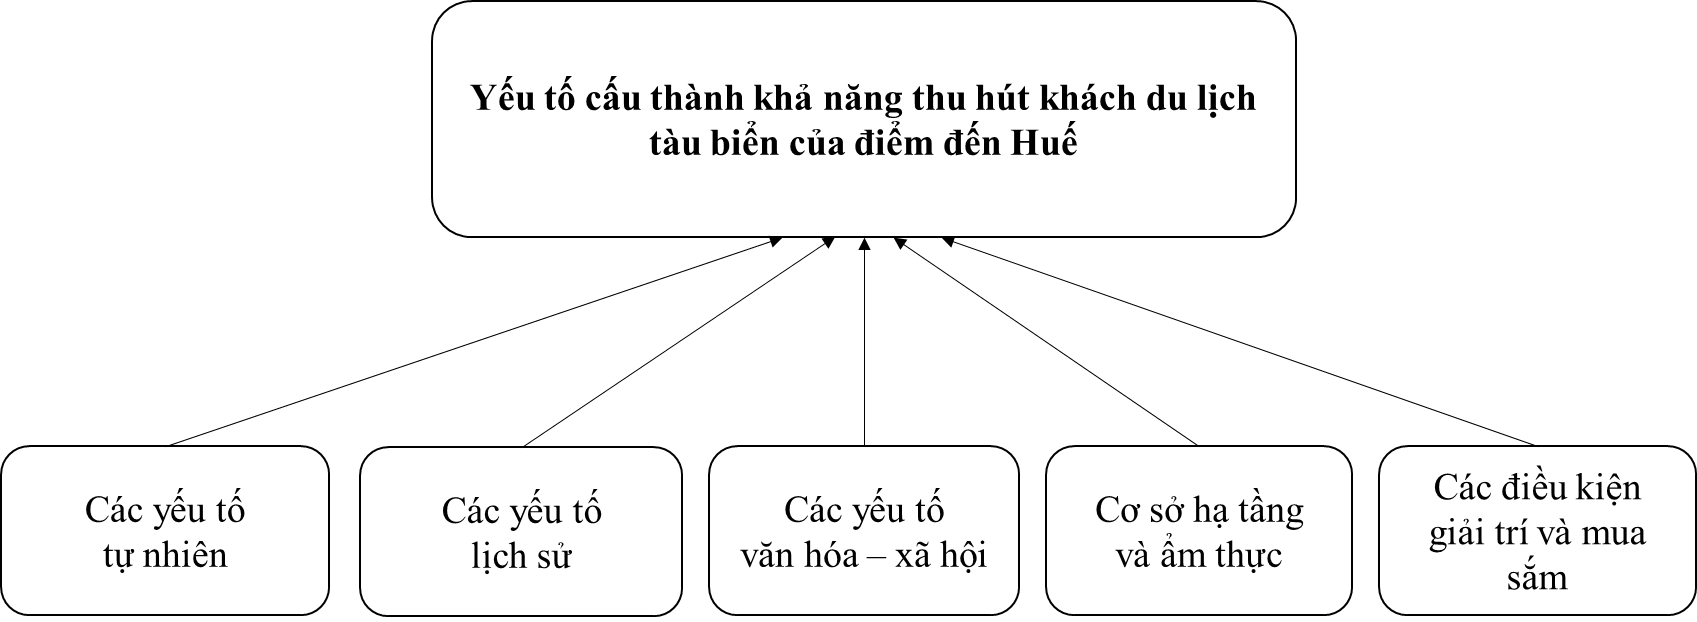 Yếu tố cấu thành khả năng thu hút khách du lịch
tàu biển của điểm đến Huế
Các yếu tố
tự nhiên
Các yếu tố
lịch sử
Các yếu tố
văn hóa – xã hội
Cơ sở hạ tầng
và ẩm thực
Các điều kiện
giải trí và mua
sắm